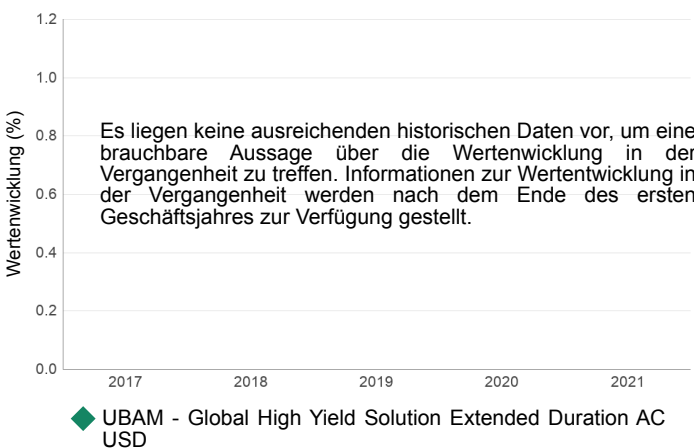 1.2
1.0
0.8
0.6
0.4
0.2
0.0
Wertenwicklung (%)
Es liegen keine ausreichenden historischen Daten vor, um eine
brauchbare Aussage über die Wertenwicklung in der
Vergangenheit zu treffen. Informationen zur Wertentwicklung in
der Vergangenheit werden nach dem Ende des ersten
Geschäftsjahres zur Verfügung gestellt.
2017 2018 2019 2020 2021
UBAM - Global High Yield Solution Extended Duration AC
USD